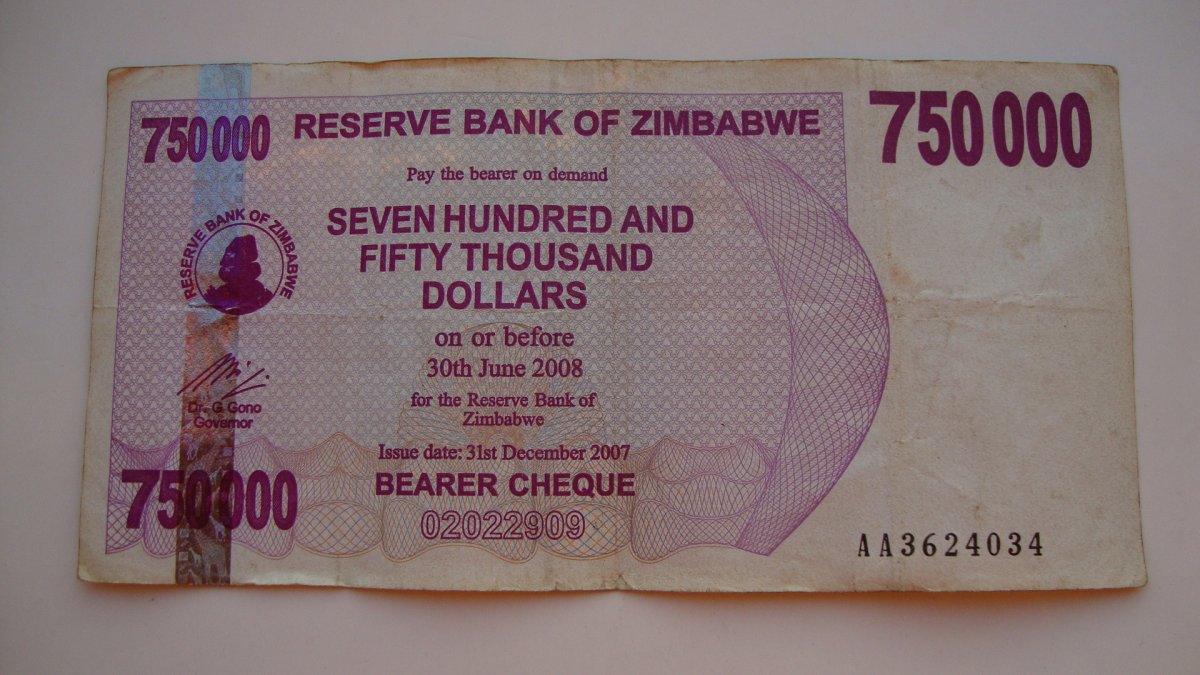 750 000
RESERVE BANK OF ZIMBABWE
750 000
Pay the bearer on demand
SEVEN HUNDRED AND
FIFTY THOUSAND
DOLLARS
RESERVE BANK OF ZIMBABWE
on or before
30th June 2008
Dr. G Gono
Governor
for the Reserve Bank of
Zimbabwe
Issue date: 31st December 2007
750 000
BEARER CHEQUE
02022909
AA3624034